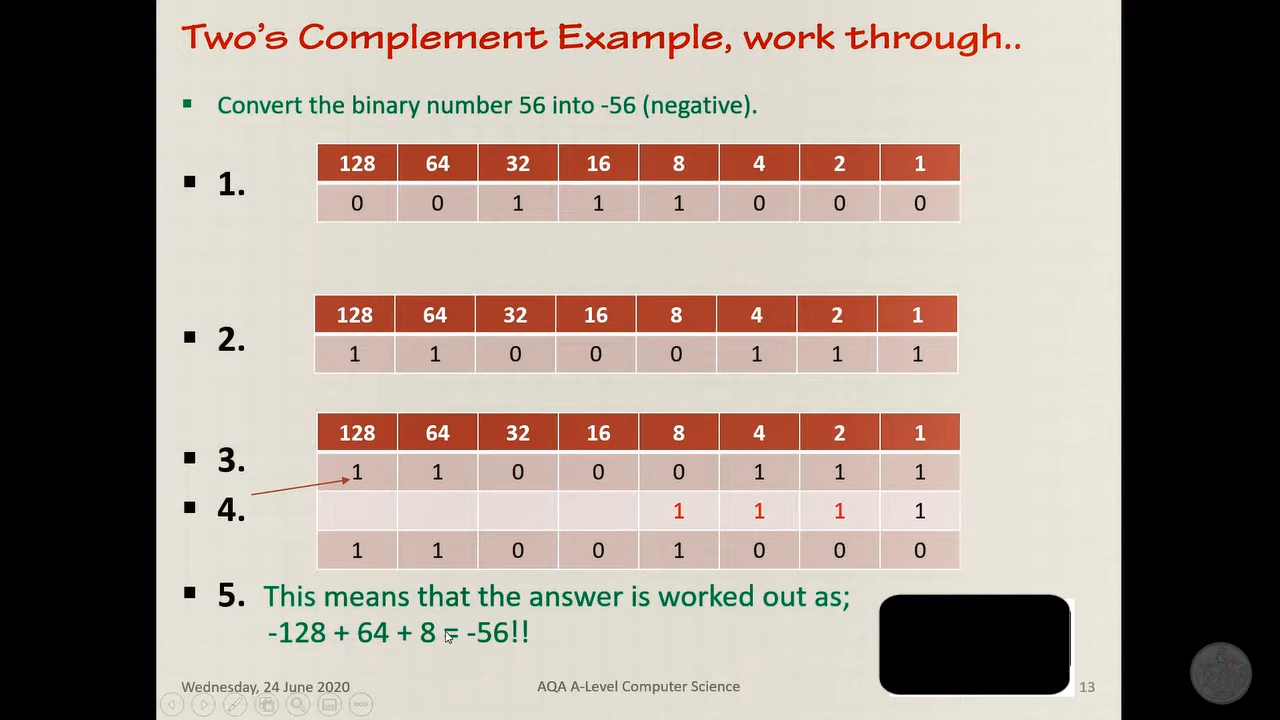 Two's Complement Example, work through..
▪ Convert the binary number 56 into -56 (negative).
▪ 1.
128 64 32 16 8 4 2 1
0 0 1 1 1 0 0 0
▪ 2.
128 64 32 16 8 4 2 1
1 1 0 0 0 1 1 1
128 64 32 16 8 4 2 1
▪ 3.
1 1 0 0 0 1 1 1
▪ 4.
1 1 1 1
1 1 0 0 1 0 0 0
▪ 5. This means that the answer is worked out as;
-128 + 64 + 8 = -56!!
Wednesday, 24 June 2020 AQA A-Level Computer Science 13